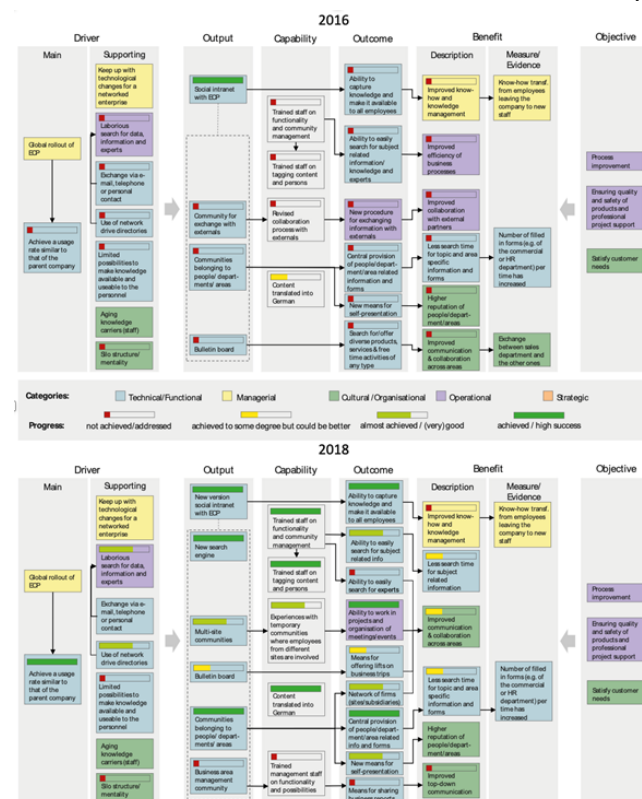 2016
Driver
Output
Capability
Outcome
Benefit
Objective
Main
Supporting
Description
Measure/
Evidence
Keep up with
technological
changes for a
networked
enterprise
Laborious
search for data,
information and
experts
Global rollout of
ECP
Exchange via e-
mail, telephone
or personal
contact
Use of network
drive directories
Achieve a usage
rate similar to
that of the
parent company
Limited
possibilities to
make knowledge
available and
useable to the
personnel
Aging
knowledge
carriers (staff)
Silo structure/
mentality
Social intranet
with ECP
Community for
exchange with
externals
Communities
belonging to
people/ depart-
ments/ areas
Bulletin board
Trained staff on
functionality
and community
management
Trained staff on
tagging content
and persons
Revised
collaboration
process with
externals
Content
translated into
German
Ability to
capture
knowledge and
make it available
to all employees
Ability to easily
search for subject
related
information/
knowledge and
experts
New procedure
for exchanging
information with
externals
Central provision
of people/depart-
ment/area related
information and
forms
New means for
self-presentation
Search for/offer
diverse products,
services & free
time activities of
any type
Improved know-
how and
knowledge
management
Improved
efficiency of
business
processes
Improved
collaboration
with external
partners
Less search time
for topic and area
specific
information and
forms
Higher
reputation of
people/depart-
ment/areas
Improved
communication
& collaboration
across areas
Know-how transf.
from employees
leaving the
company to new
staff
Number of filled
in forms (e.g. of
the commercial
or HR
department) per
time has
increased
Exchange
between sales
department and
the other ones
Process
improvement
Ensuring quality
and safety of
products and
professional
project support
Satisfy customer
needs
Categories:
Technical/Functional
Managerial
Cultural /Organisational
Operational
Strategic
Progress:
not achieved/addressed
achieved to some degree but could be better
almost achieved / (very) good
achieved / high success
2018
Driver
Output
Capability
Outcome
Benefit
Objective
Main
Supporting
Description
Measure/
Evidence
Keep up with
technological
changes for a
networked
enterprise
Laborious
search for data,
information and
experts
Global rollout of
ECP
Exchange via e-
mail, telephone
or personal
contact
Use of network
drive directories
Achieve a usage
rate similar to
that of the
parent company
Limited
possibilities to
make knowledge
available and
useable to the
personnel
Aging
knowledge
carriers (staff)
Silo structure/
mentality
New version
social intranet
with ECP
New search
engine
Multi-site
communities
Bulletin board
Communities
belonging to
people/ depart-
ments/ areas
Business area
management
community
Trained staff on
functionality
and community
management
Trained staff on
tagging content
and persons
Experiences with
temporary
communities
where employees
from different
sites are involved
Content
translated into
German
Trained
management staff
on functionality
and possibilities
Ability to capture
knowledge and
make it available
to all employees
Ability to easily
search for subject
related info
Ability to easily
search for experts
Ability to work in
projects and
organisation of
meetings/events
Means for
offering lifts on
business trips
Network of firms
(sites/subsidiaries)
Central provision
of people/depart-
ment/area related
info and forms
New means for
self-presentation
Means for sharing
business reports
Improved know-
how and
knowledge
management
Less search time
for subject
related
information
Improved
communication
& collaboration
across areas
Less search time
for topic and area
specific
information and
forms
Higher
reputation of
people/depart-
ment/areas
Improved
top-down
communication
Know-how transf.
from employees
leaving the
company to new
staff
Number of filled
in forms (e.g. of
the commercial
or HR
department) per
time has
increased
Process
improvement
Ensuring quality
and safety of
products and
professional
project support
Satisfy customer
needs